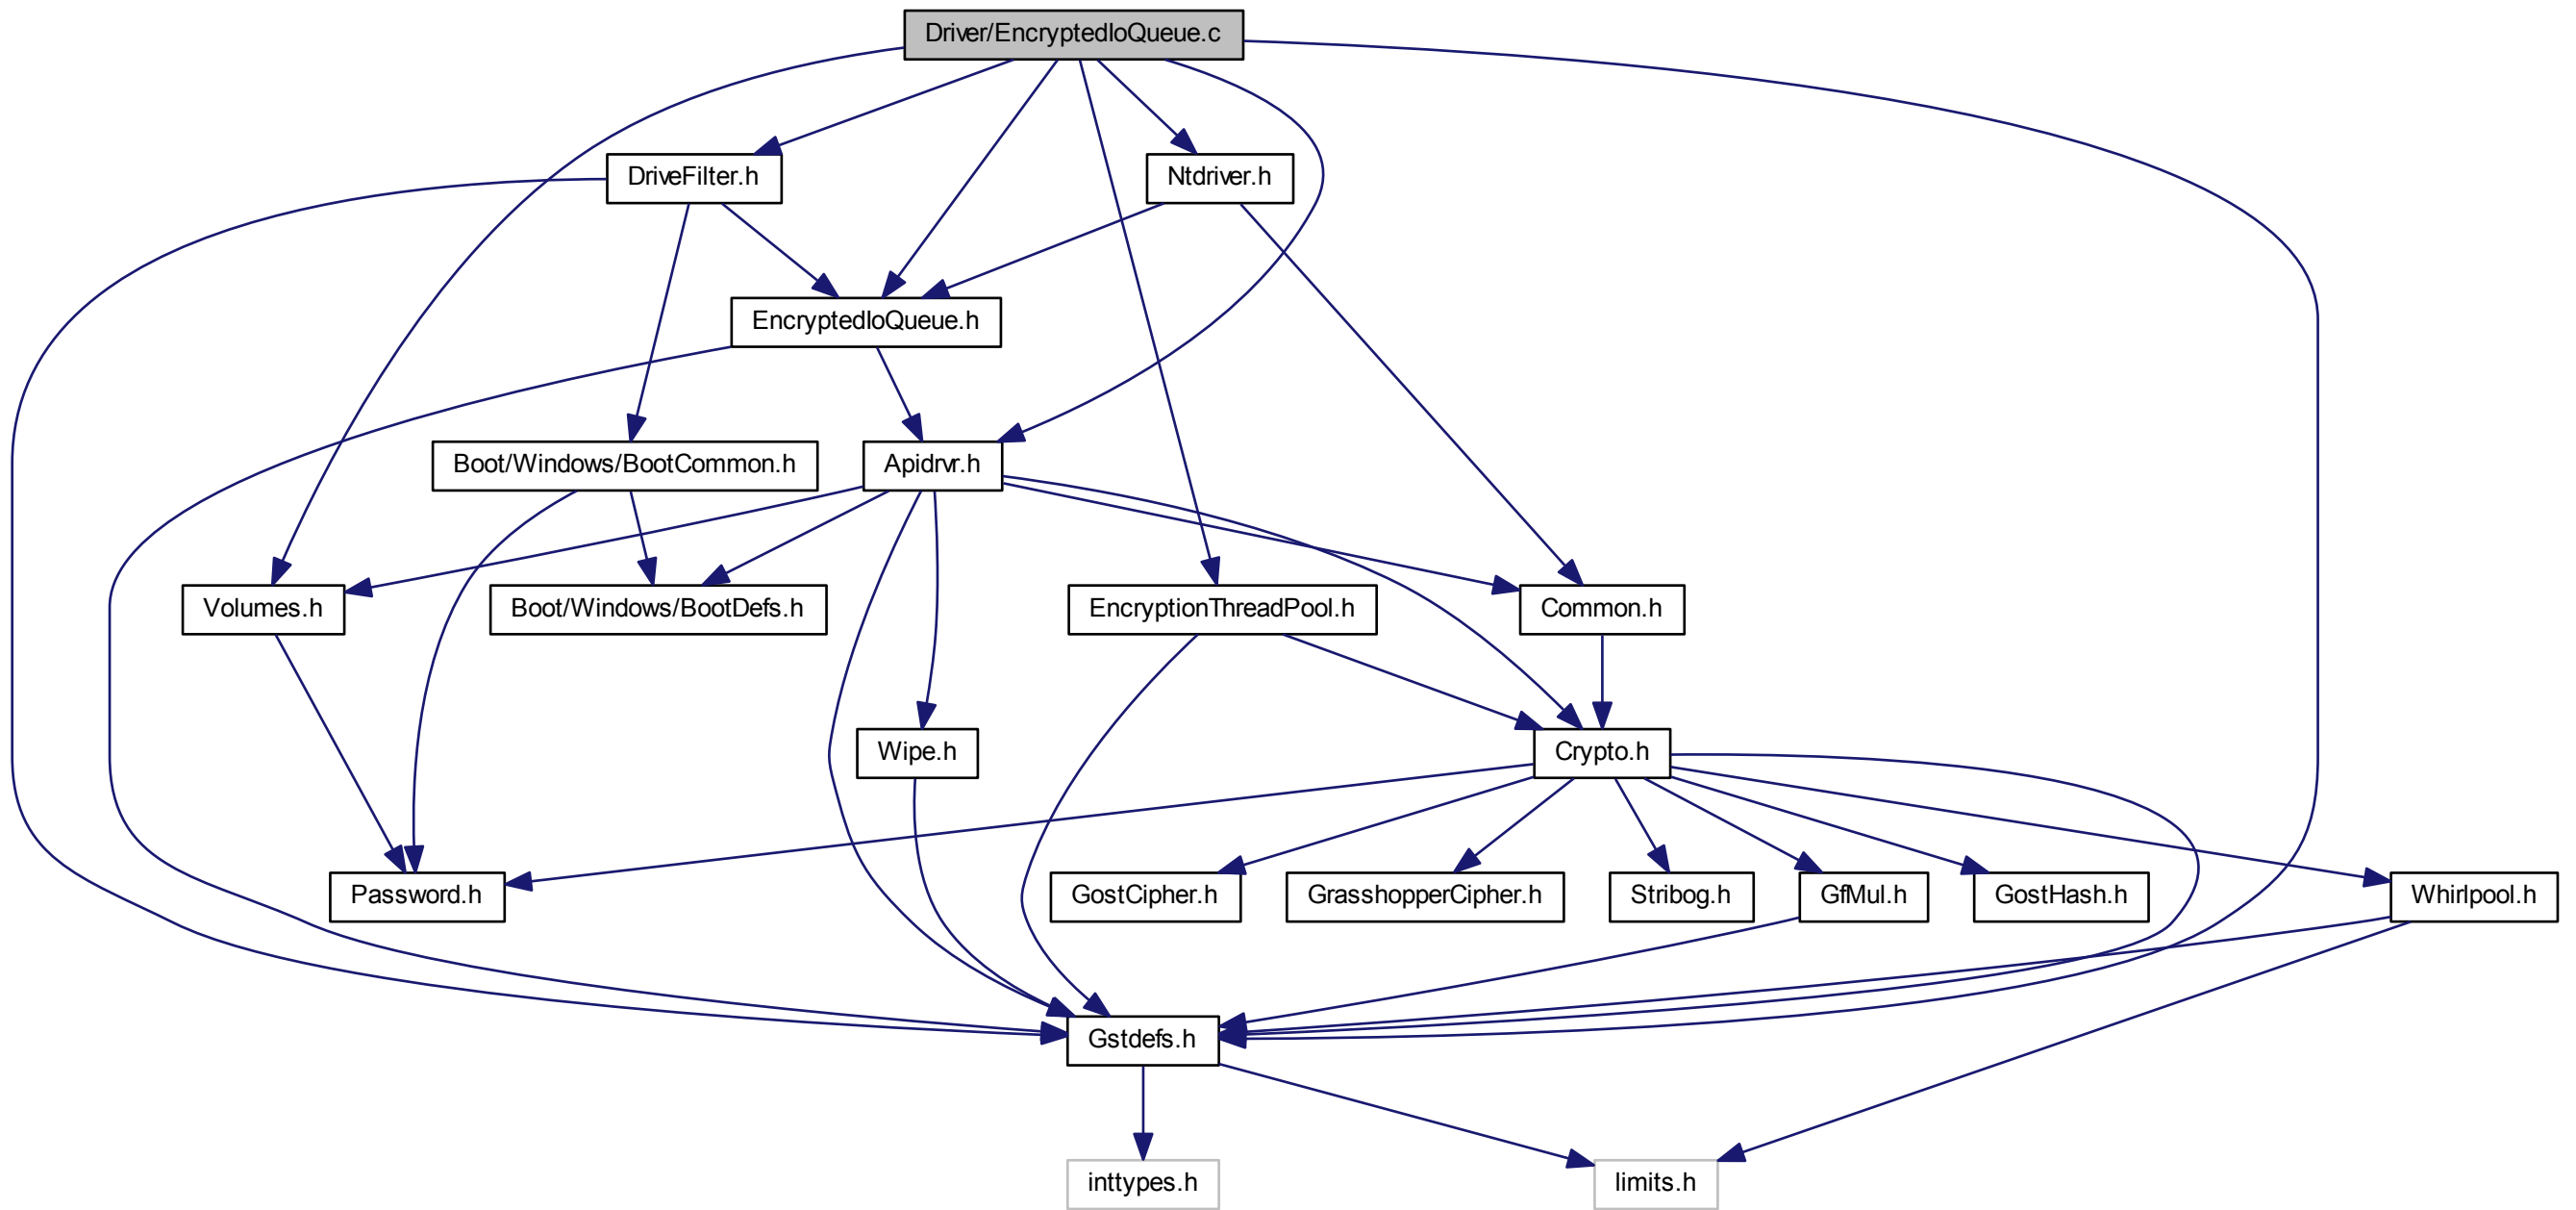 Driver/EncryptedIoQueue.c
DriveFilter.h
Ntdriver.h
EncryptedIoQueue.h
Boot/Windows/BootCommon.h
Apidrvr.h
Volumes.h
Boot/Windows/BootDefs.h
EncryptionThreadPool.h
Common.h
Wipe.h
Crypto.h
Password.h
GostCipher.h
GrasshopperCipher.h
Stribog.h
GfMul.h
GostHash.h
Whirlpool.h
Gstdefs.h
inttypes.h
limits.h